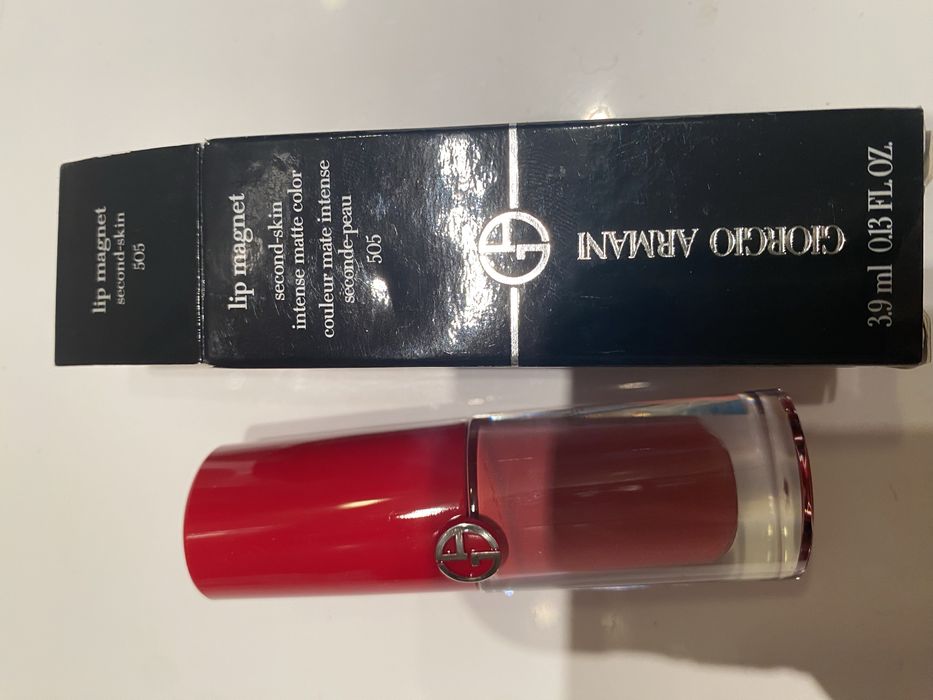 lip magnet
second-skin
505
lip magnet
second-skin
intense matte color
couleur mate intense
seconde-peau
505
GIORGIO ARMANI
3.9 ml 0.13 FL OZ.